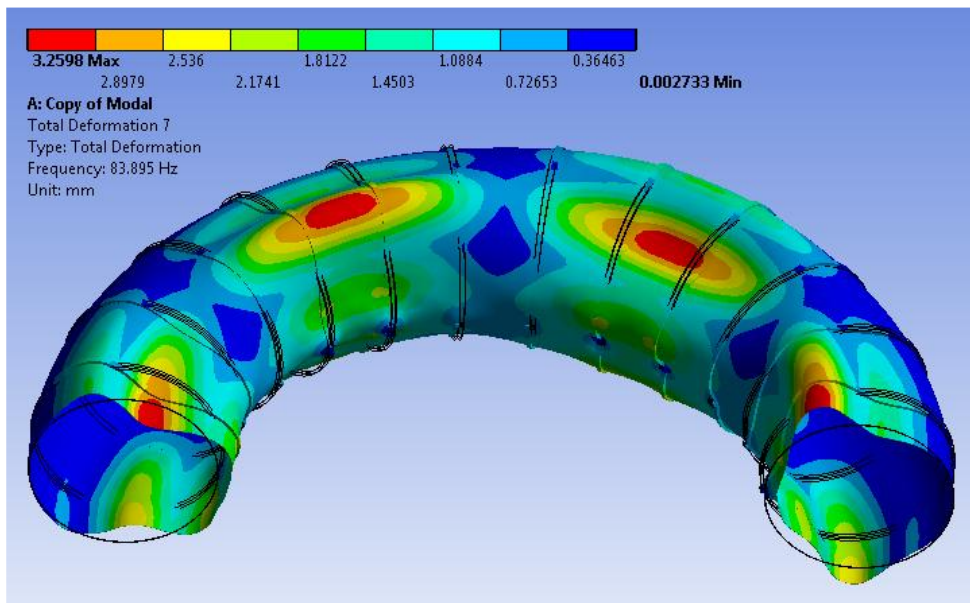 3.2598 Max 2.536 1.8122 1.0884 0.36463
2.8979 2.1741 1.4503 0.72653 0.002733 Min
A: Copy of Modal
Total Deformation 7
Type: Total Deformation
Frequency: 83.895 Hz
Unit: mm